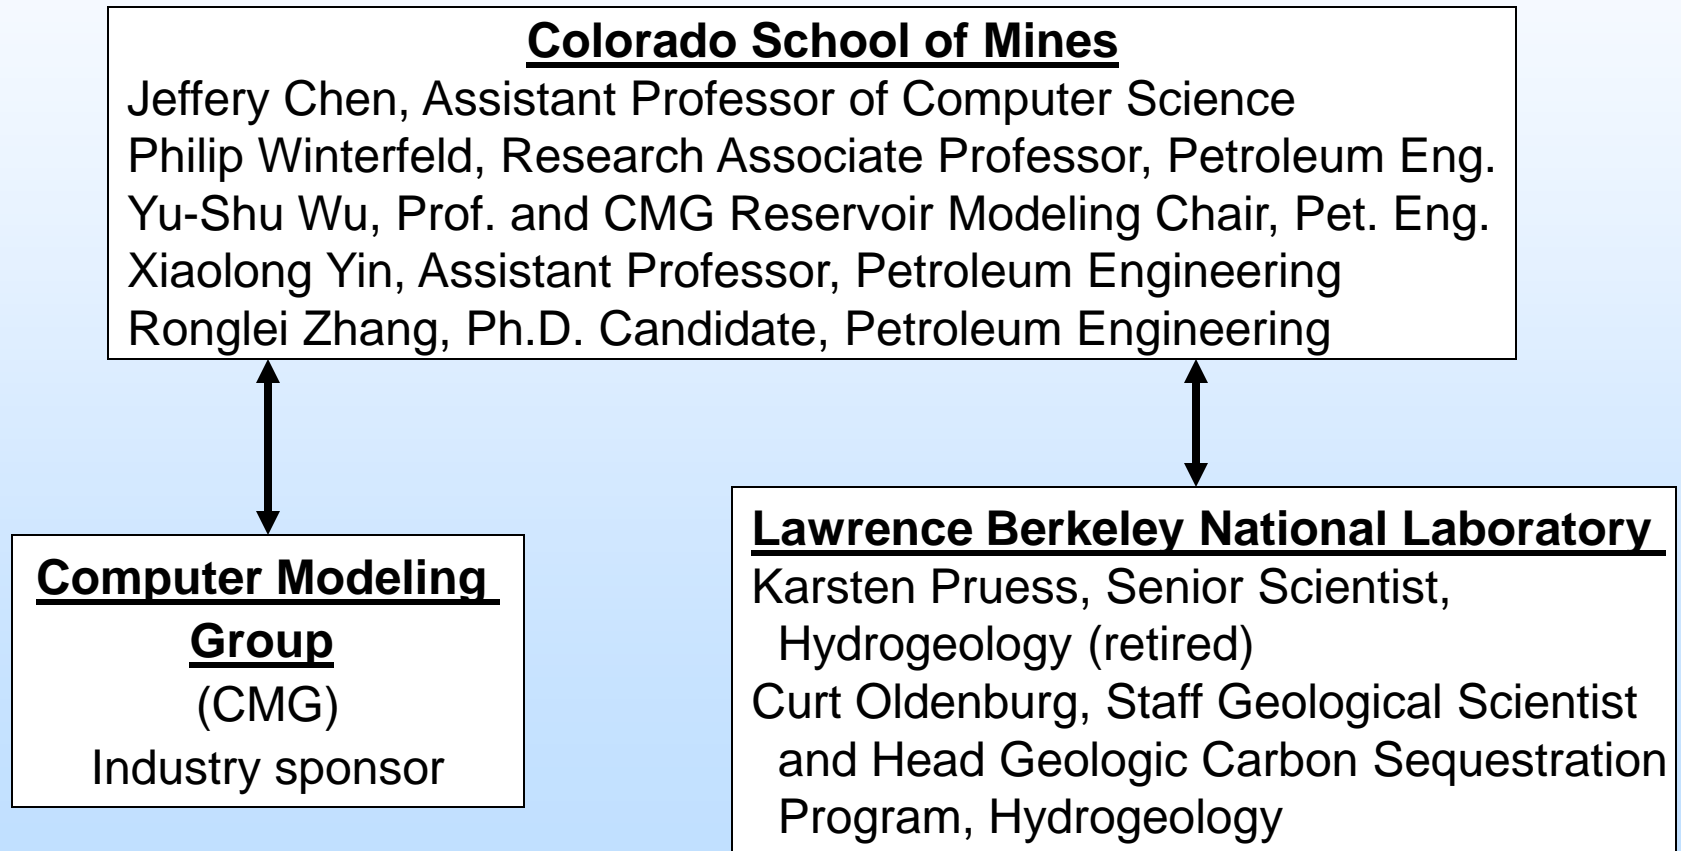 Colorado School of Mines
Jeffery Chen, Assistant Professor of Computer Science
Philip Winterfeld, Research Associate Professor, Petroleum Eng.
Yu-Shu Wu, Prof. and CMG Reservoir Modeling Chair, Pet. Eng.
Xiaolong Yin, Assistant Professor, Petroleum Engineering
Ronglei Zhang, Ph.D. Candidate, Petroleum Engineering
Computer Modeling
Group
(CMG)
Industry sponsor
Lawrence Berkeley National Laboratory
Karsten Pruess, Senior Scientist,
Hydrogeology (retired)
Curt Oldenburg, Staff Geological Scientist
and Head Geologic Carbon Sequestration
Program, Hydrogeology